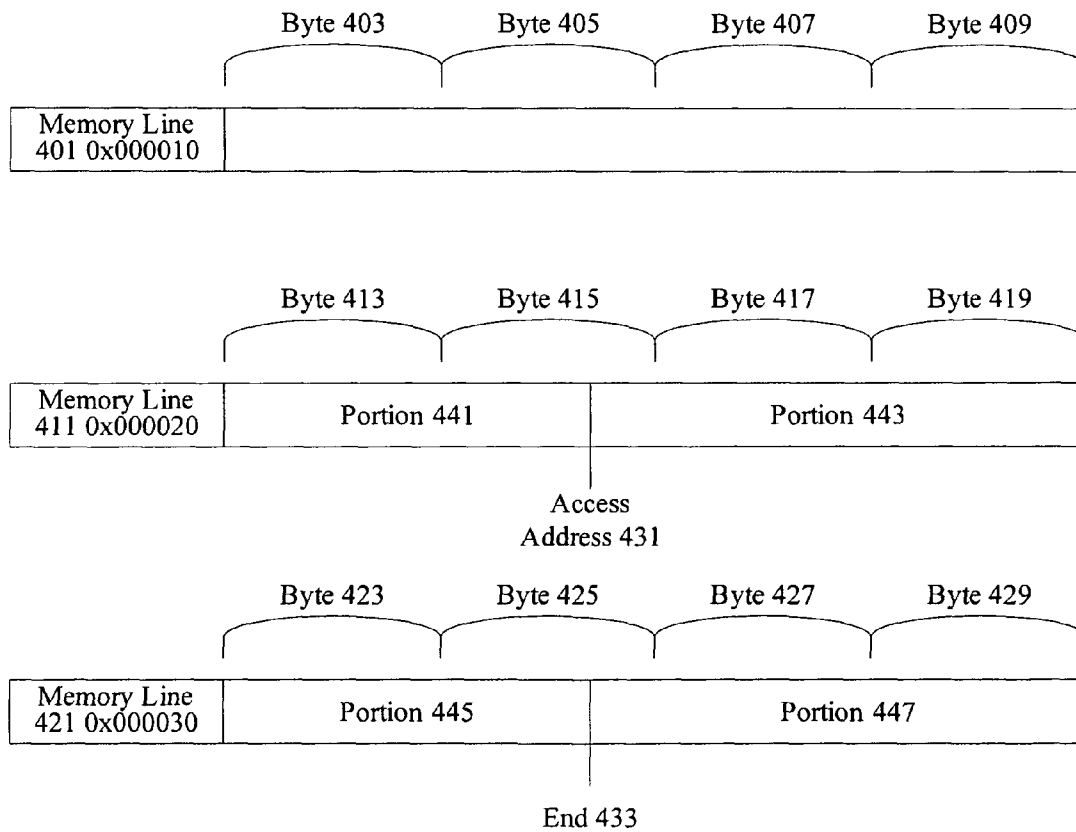 Byte 403 Byte 405 Byte 407 Byte 409
Memory Line
401 0x000010
Byte 413 Byte 415 Byte 417 Byte 419
Memory Line
411 0x000020
Portion 441 Portion 443
Access
Address 431
Byte 423 Byte 425 Byte 427 Byte 429
Memory Line
421 0x000030
Portion 445 Portion 447
End 433